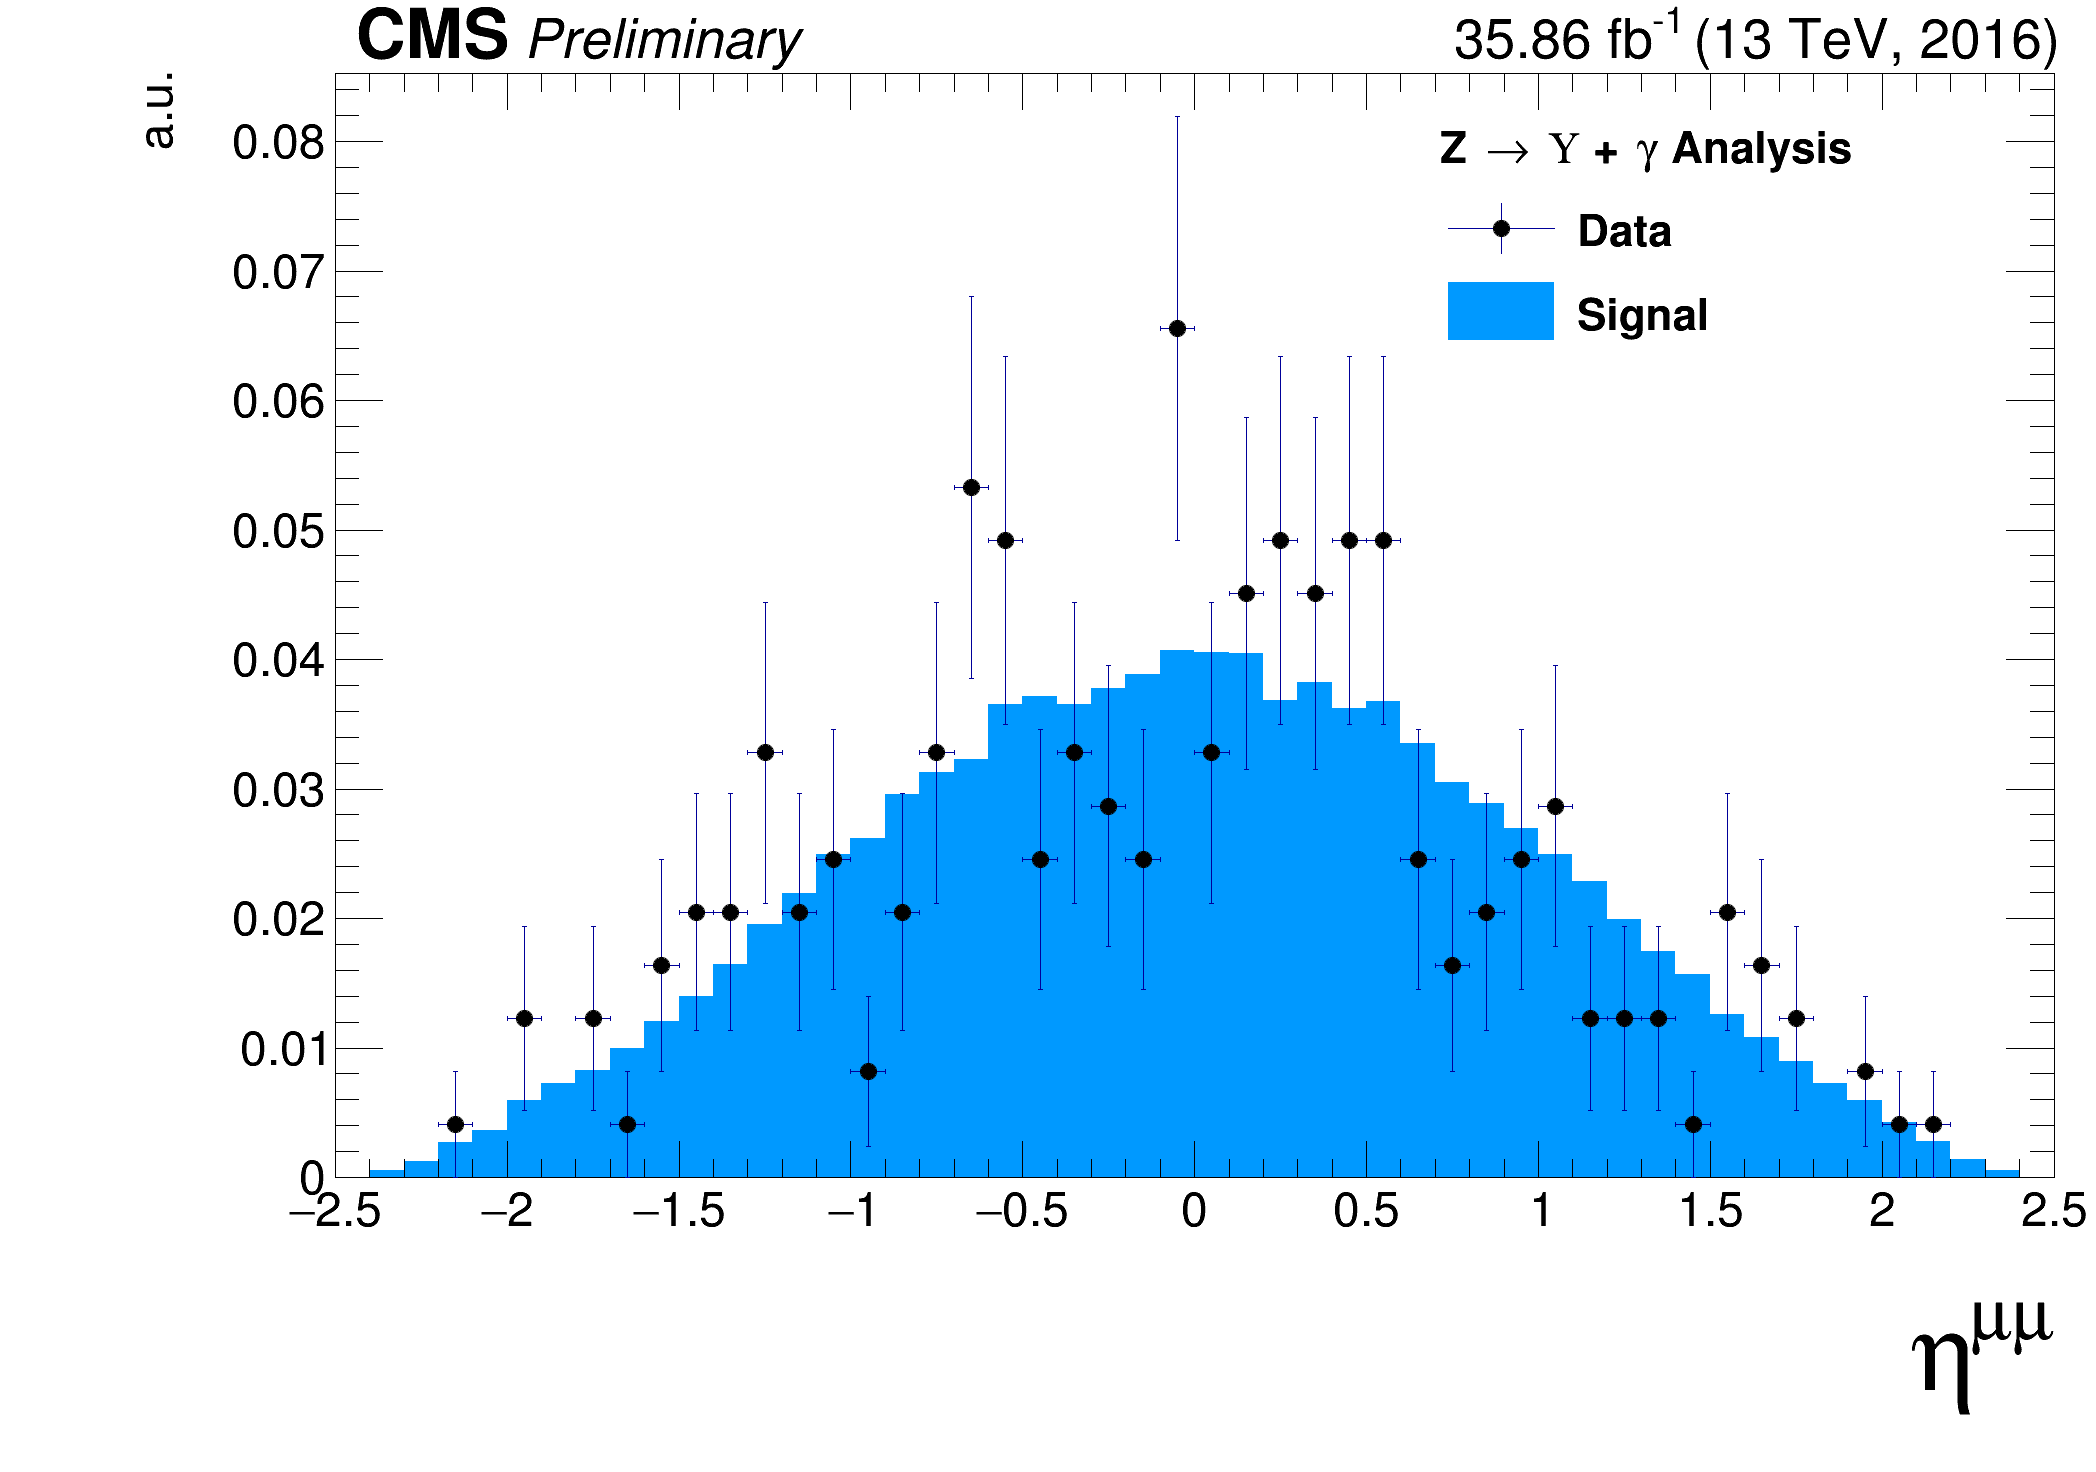 CMS Preliminary 35.86 fb⁻¹ (13 TeV, 2016)
a.u.
Z → ϒ + γ Analysis
Data
Signal
0.08
0.07
0.06
0.05
0.04
0.03
0.02
0.01
0
−2.5 −2 −1.5 −1 −0.5 0 0.5 1 1.5 2 2.5
η^μμ